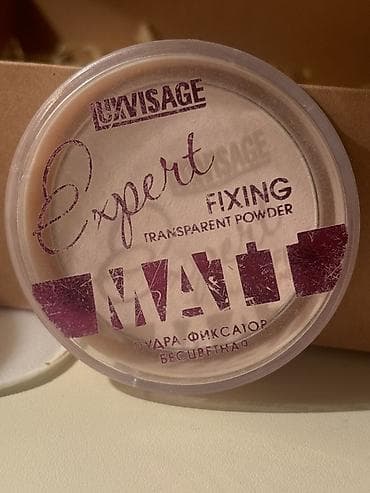 LUXVISAGE
Expert
FIXING
TRANSPARENT POWDER
MATT
ПУДРА-ФИКСАТОР
БЕСЦВЕТНАЯ